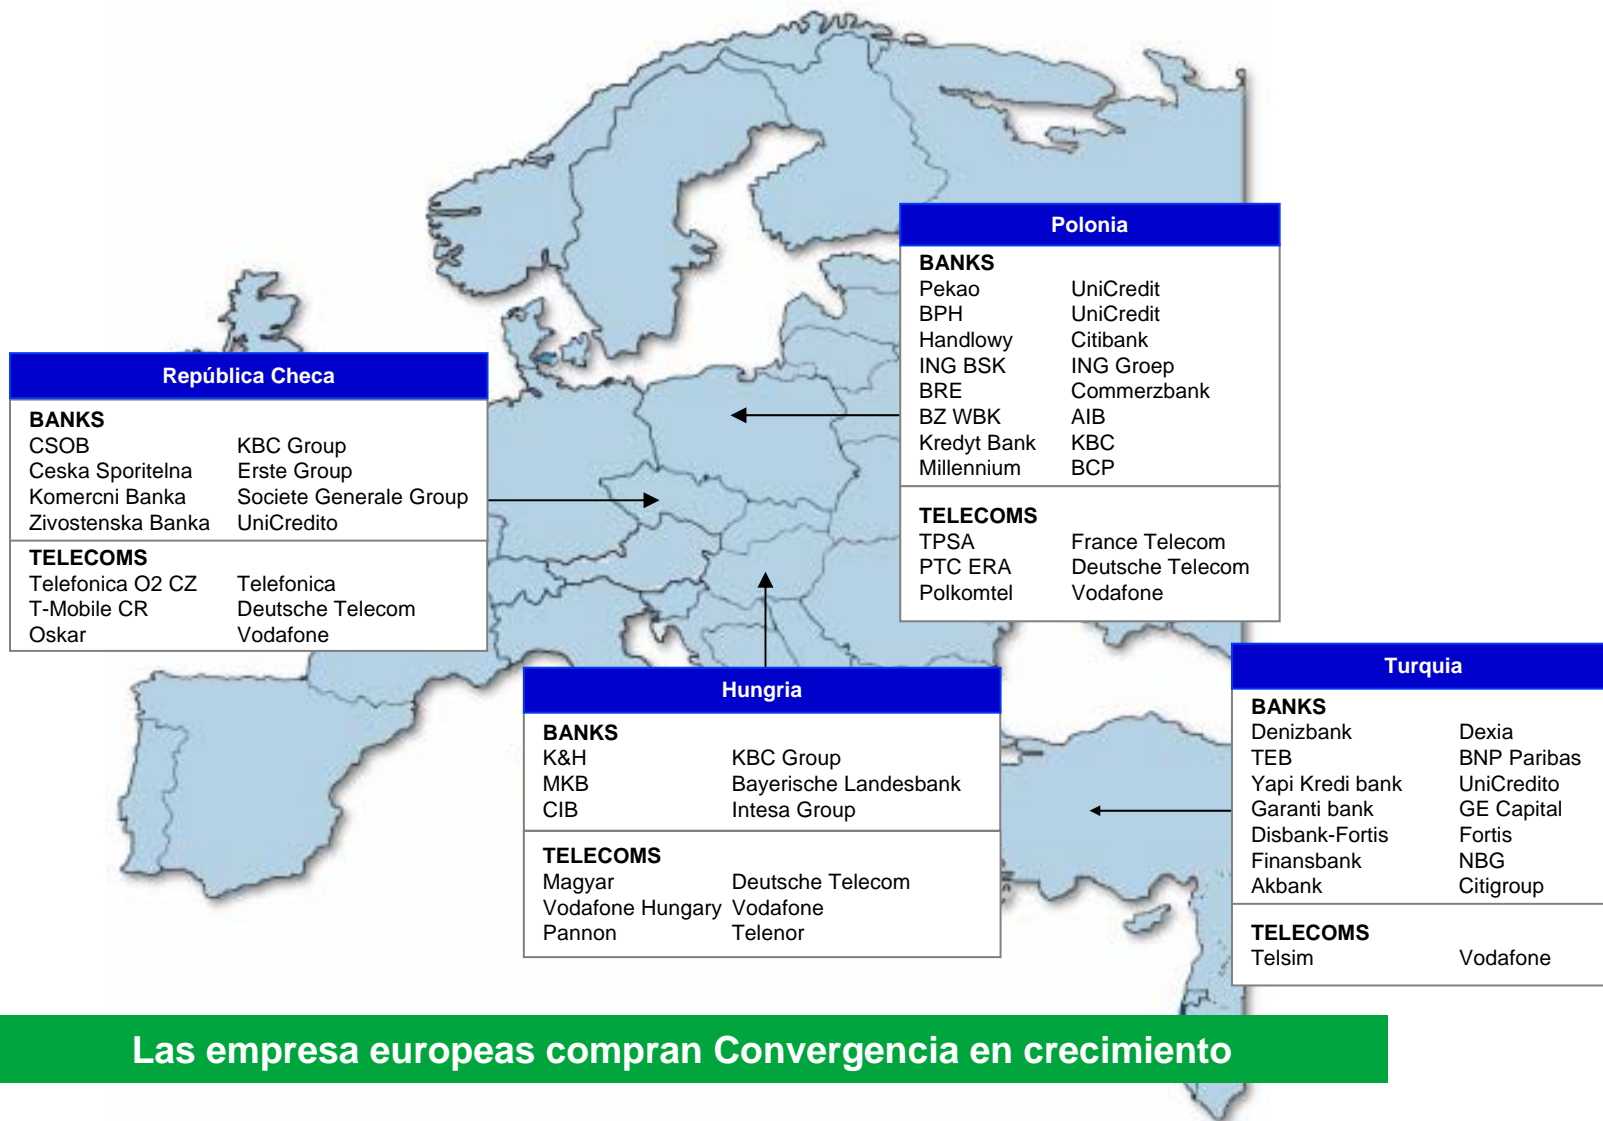 Polonia
BANKS
Pekao UniCredit
BPH UniCredit
Handlowy Citibank
ING BSK ING Groep
BRE Commerzbank
BZ WBK AIB
Kredyt Bank KBC
Millennium BCP
TELECOMS
TPSA France Telecom
PTC ERA Deutsche Telecom
Polkomtel Vodafone
República Checa
BANKS
CSOB KBC Group
Ceska Sporitelna Erste Group
Komercni Banka Societe Generale Group
Zivostenska Banka UniCredito
TELECOMS
Telefonica O2 CZ Telefonica
T-Mobile CR Deutsche Telecom
Oskar Vodafone
Hungria
BANKS
K&H KBC Group
MKB Bayerische Landesbank
CIB Intesa Group
TELECOMS
Magyar Deutsche Telecom
Vodafone Hungary Vodafone
Pannon Telenor
Turquia
BANKS
Denizbank Dexia
TEB BNP Paribas
Yapi Kredi bank UniCredito
Garanti bank GE Capital
Disbank-Fortis Fortis
Finansbank NBG
Akbank Citigroup
TELECOMS
Telsim Vodafone
Las empresa europeas compran Convergencia en crecimiento